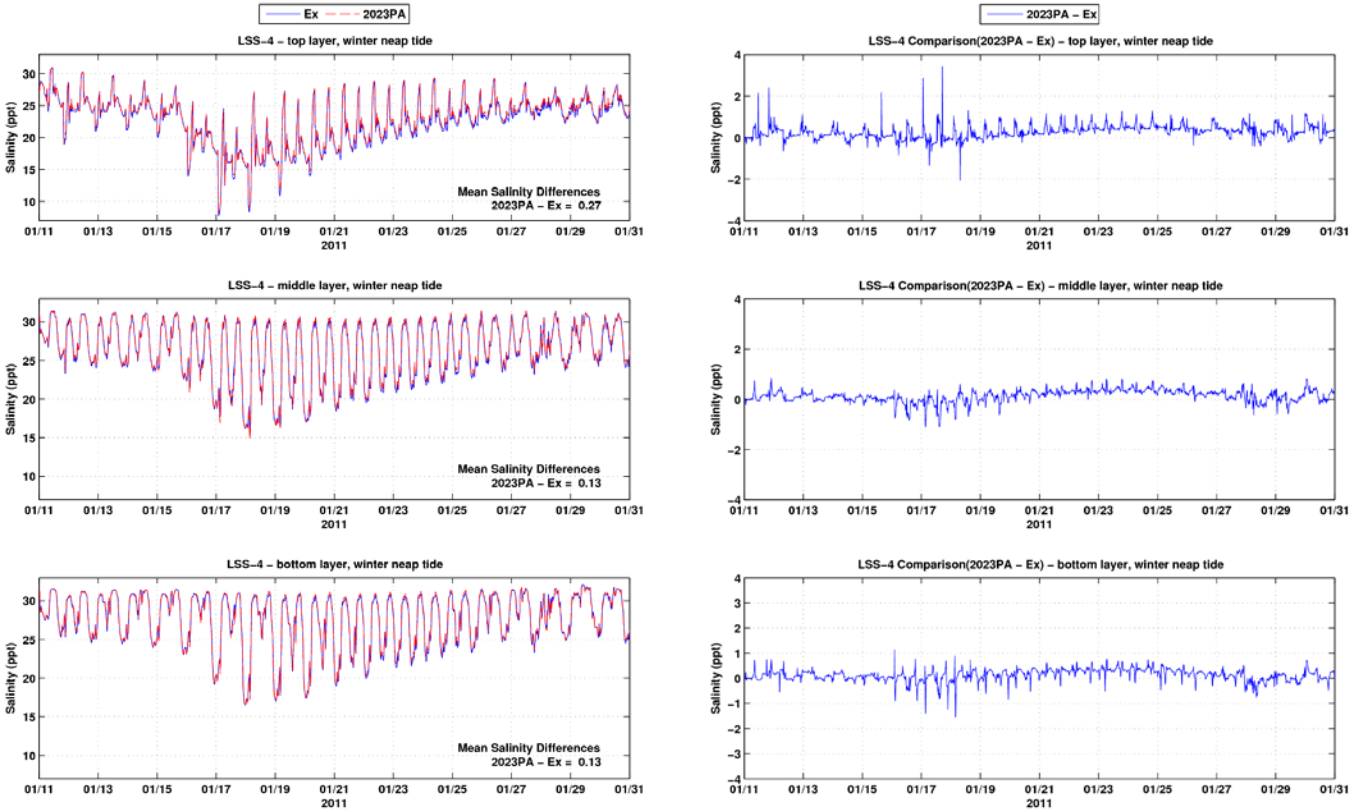 Ex 2023PA
LSS-4 - top layer, winter neap tide
Salinity (ppt)
30
25
20
15
10
01/11 01/13 01/15 01/17 01/19 01/21 01/23 01/25 01/27 01/29 01/31
2011
Mean Salinity Differences
2023PA - Ex = 0.27
2023PA - Ex
LSS-4 Comparison(2023PA - Ex) - top layer, winter neap tide
Salinity (ppt)
4
2
0
-2
-4
01/11 01/13 01/15 01/17 01/19 01/21 01/23 01/25 01/27 01/29 01/31
2011
LSS-4 - middle layer, winter neap tide
Salinity (ppt)
30
25
20
15
10
01/11 01/13 01/15 01/17 01/19 01/21 01/23 01/25 01/27 01/29 01/31
2011
Mean Salinity Differences
2023PA - Ex = 0.13
LSS-4 Comparison(2023PA - Ex) - middle layer, winter neap tide
Salinity (ppt)
4
2
0
-2
-4
01/11 01/13 01/15 01/17 01/19 01/21 01/23 01/25 01/27 01/29 01/31
2011
LSS-4 - bottom layer, winter neap tide
Salinity (ppt)
30
25
20
15
10
01/11 01/13 01/15 01/17 01/19 01/21 01/23 01/25 01/27 01/29 01/31
2011
Mean Salinity Differences
2023PA - Ex = 0.13
LSS-4 Comparison(2023PA - Ex) - bottom layer, winter neap tide
Salinity (ppt)
4
3
2
1
0
-1
-2
-3
-4
01/11 01/13 01/15 01/17 01/19 01/21 01/23 01/25 01/27 01/29 01/31
2011